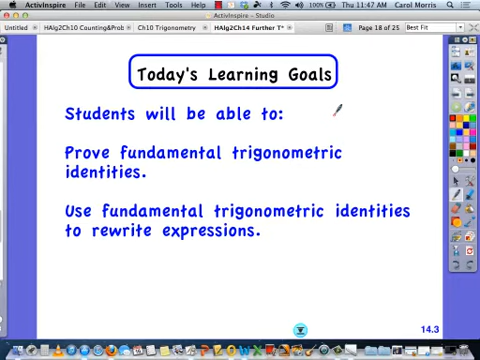 ActivInspire File Edit View Insert Tools Help (100%) Thu 11:47 AM Carol Morris
ActivInspire – Studio
Untitled HAlg2Ch10 Counting&Prob Ch10 Trigonometry HAlg2Ch14 Further T* Page 18 of 25 Best Fit
Today's Learning Goals
Students will be able to:
Prove fundamental trigonometric
identities.
Use fundamental trigonometric identities
to rewrite expressions.
14.3